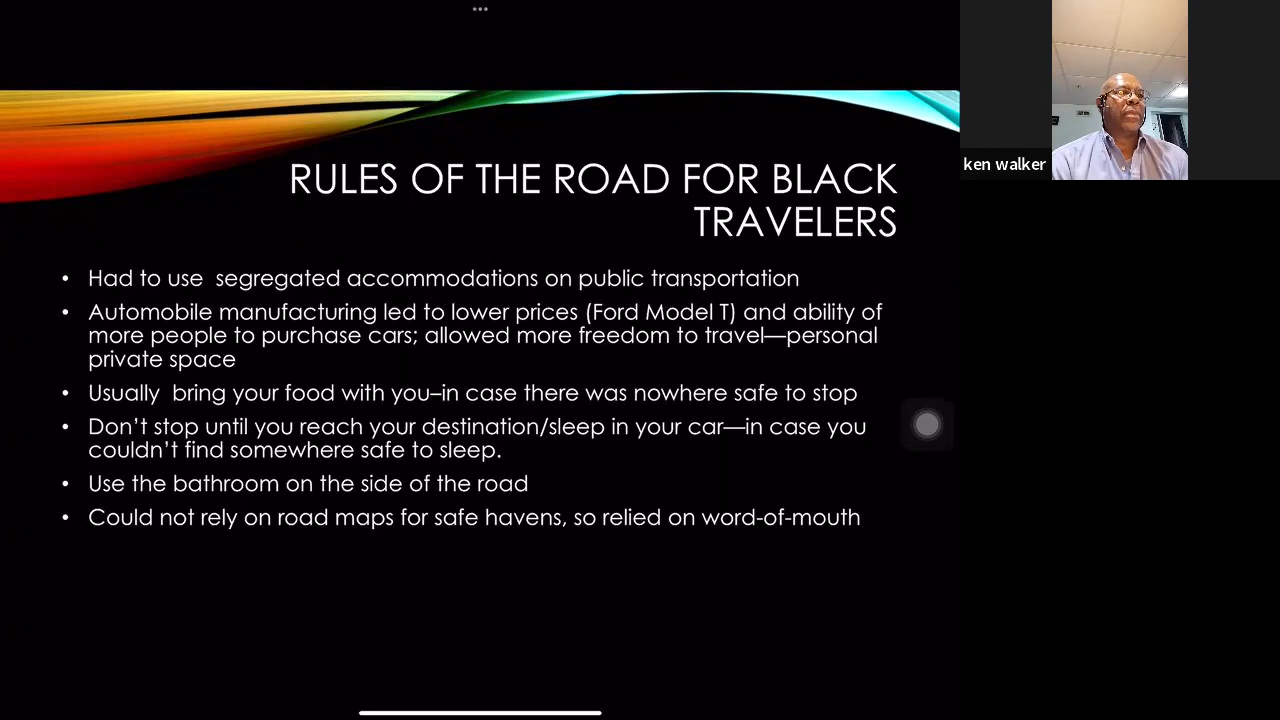 RULES OF THE ROAD FOR BLACK
TRAVELERS
• Had to use  segregated accommodations on public transportation
• Automobile manufacturing led to lower prices (Ford Model T) and ability of
more people to purchase cars; allowed more freedom to travel—personal
private space
• Usually  bring your food with you–in case there was nowhere safe to stop
• Don’t stop until you reach your destination/sleep in your car—in case you
couldn’t find somewhere safe to sleep.
• Use the bathroom on the side of the road
• Could not rely on road maps for safe havens, so relied on word-of-mouth
ken walker